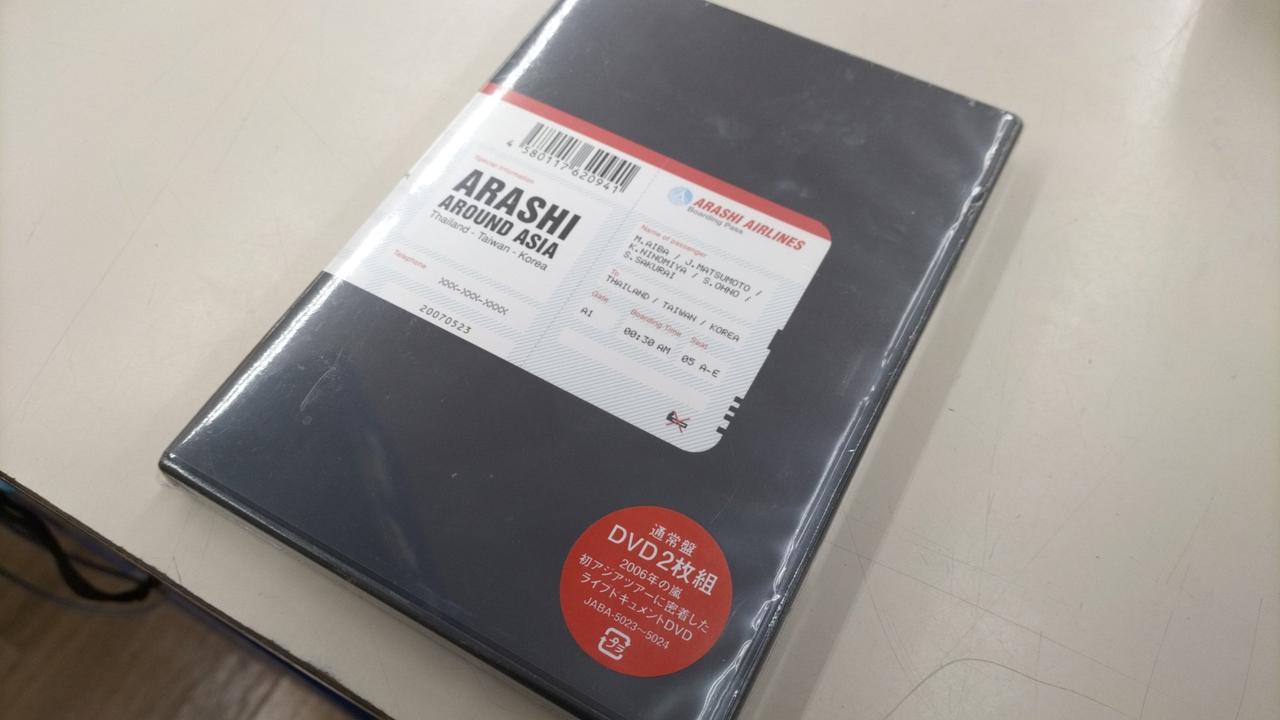 4 580117 620941
Special Information
ARASHI
AROUND ASIA
Thailand - Taiwan - Korea
Telephone
XXX-XXX-XXXX
20070523
ARASHI AIRLINES
Boarding Pass
Name of passenger
M.AIBA / J.MATSUMOTO /
K.NINOMIYA / S.OHNO /
S.SAKURAI
To
THAILAND / TAIWAN / KOREA
Gate
Boarding Time
Seat
A1
00:30 AM
05 A-E
通常盤
DVD2枚組
2006年の嵐
初アジアツアーに密着した
ライブドキュメントDVD
JABA-5023~5024
プラ